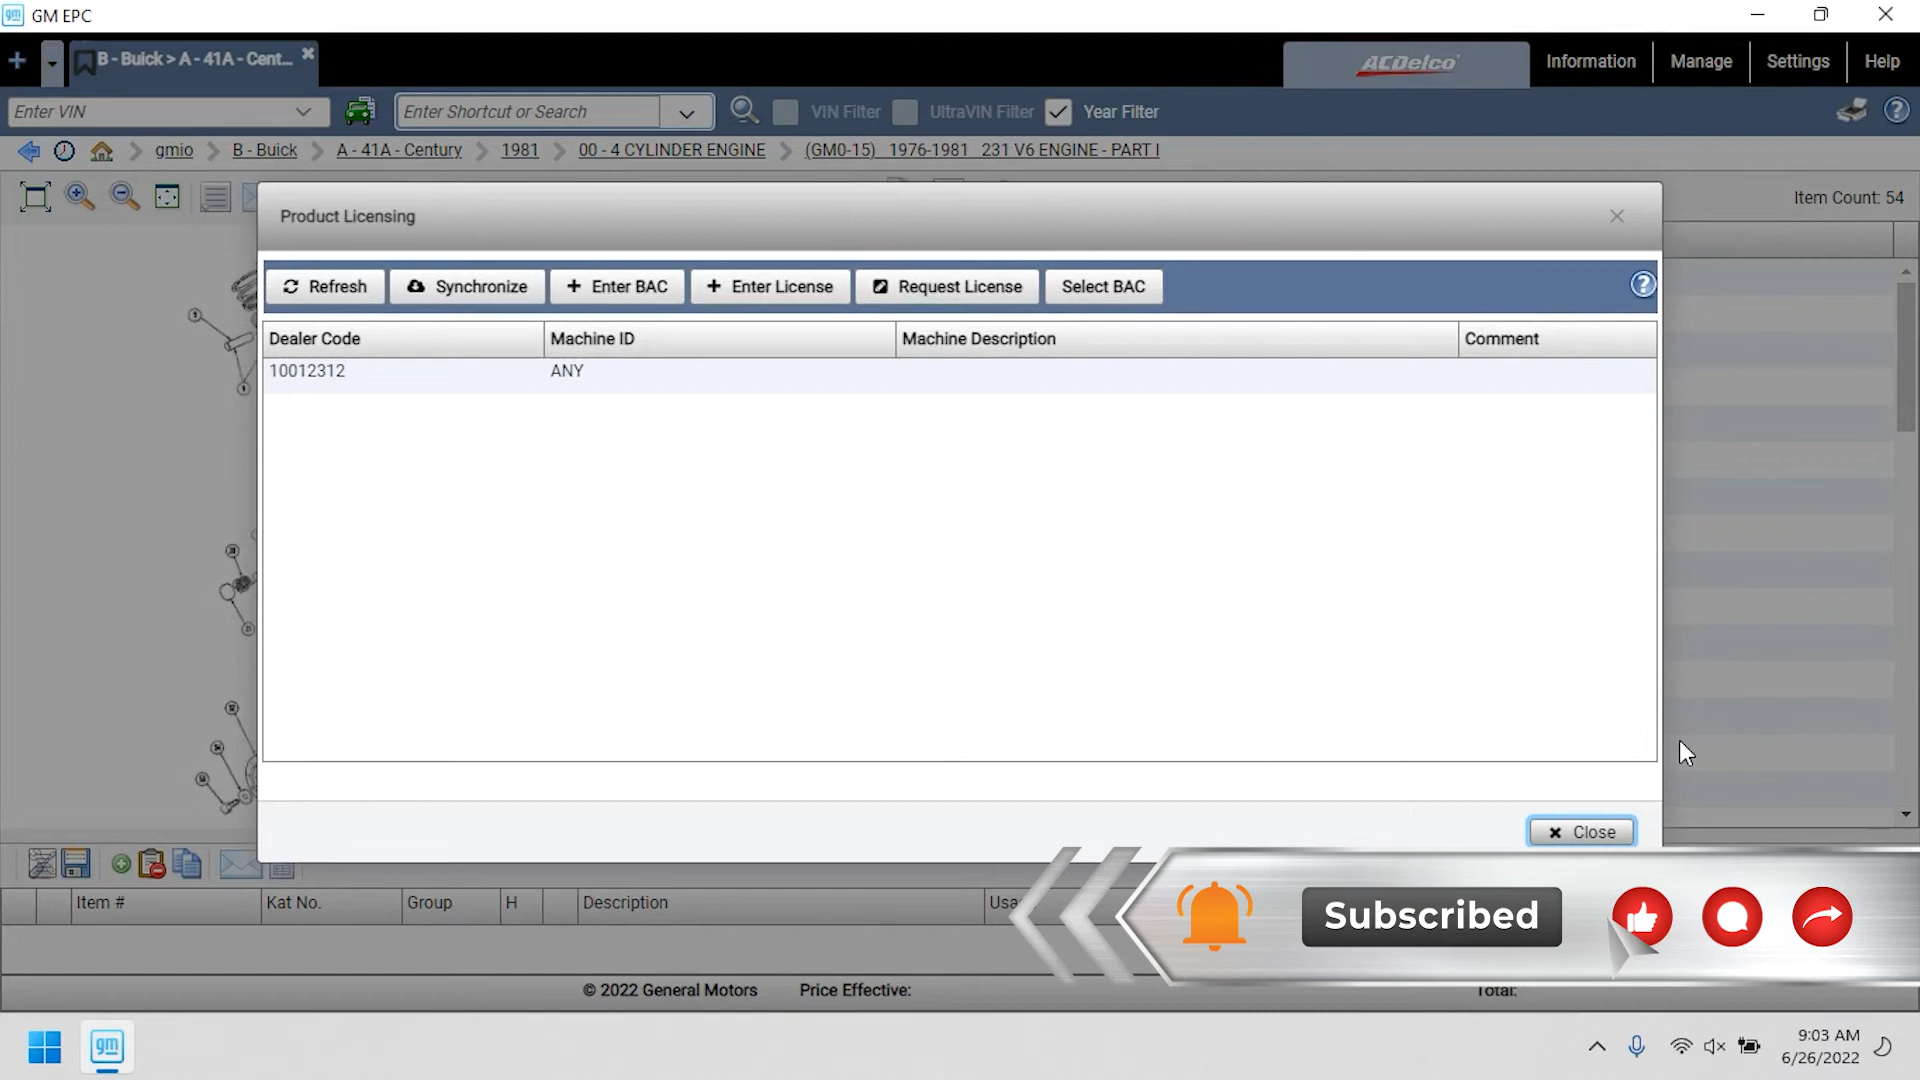 GM EPC
B - Buick > A - 41A - Cent...
ACDelco
Information
Manage
Settings
Help
Enter VIN
Enter Shortcut or Search
VIN Filter
UltraVIN Filter
Year Filter
gmio
B - Buick
A - 41A - Century
1981
00 - 4 CYLINDER ENGINE
(GM0-15) 1976-1981 231 V6 ENGINE - PART I
Item Count: 54
Product Licensing
Refresh
Synchronize
Enter BAC
Enter License
Request License
Select BAC
Dealer Code
Machine ID
Machine Description
Comment
10012312
ANY
Close
Item #
Kat No.
Group
H
Description
Subscribed
© 2022 General Motors
Price Effective:
Total:
gm
9:03 AM
6/26/2022